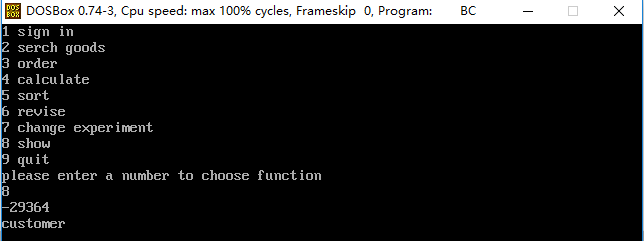 DOSBox 0.74-3, Cpu speed: max 100% cycles, Frameskip 0, Program: BC
1 sign in
2 serch goods
3 order
4 calculate
5 sort
6 revise
7 change experiment
8 show
9 quit
please enter a number to choose function
8
-29364
customer